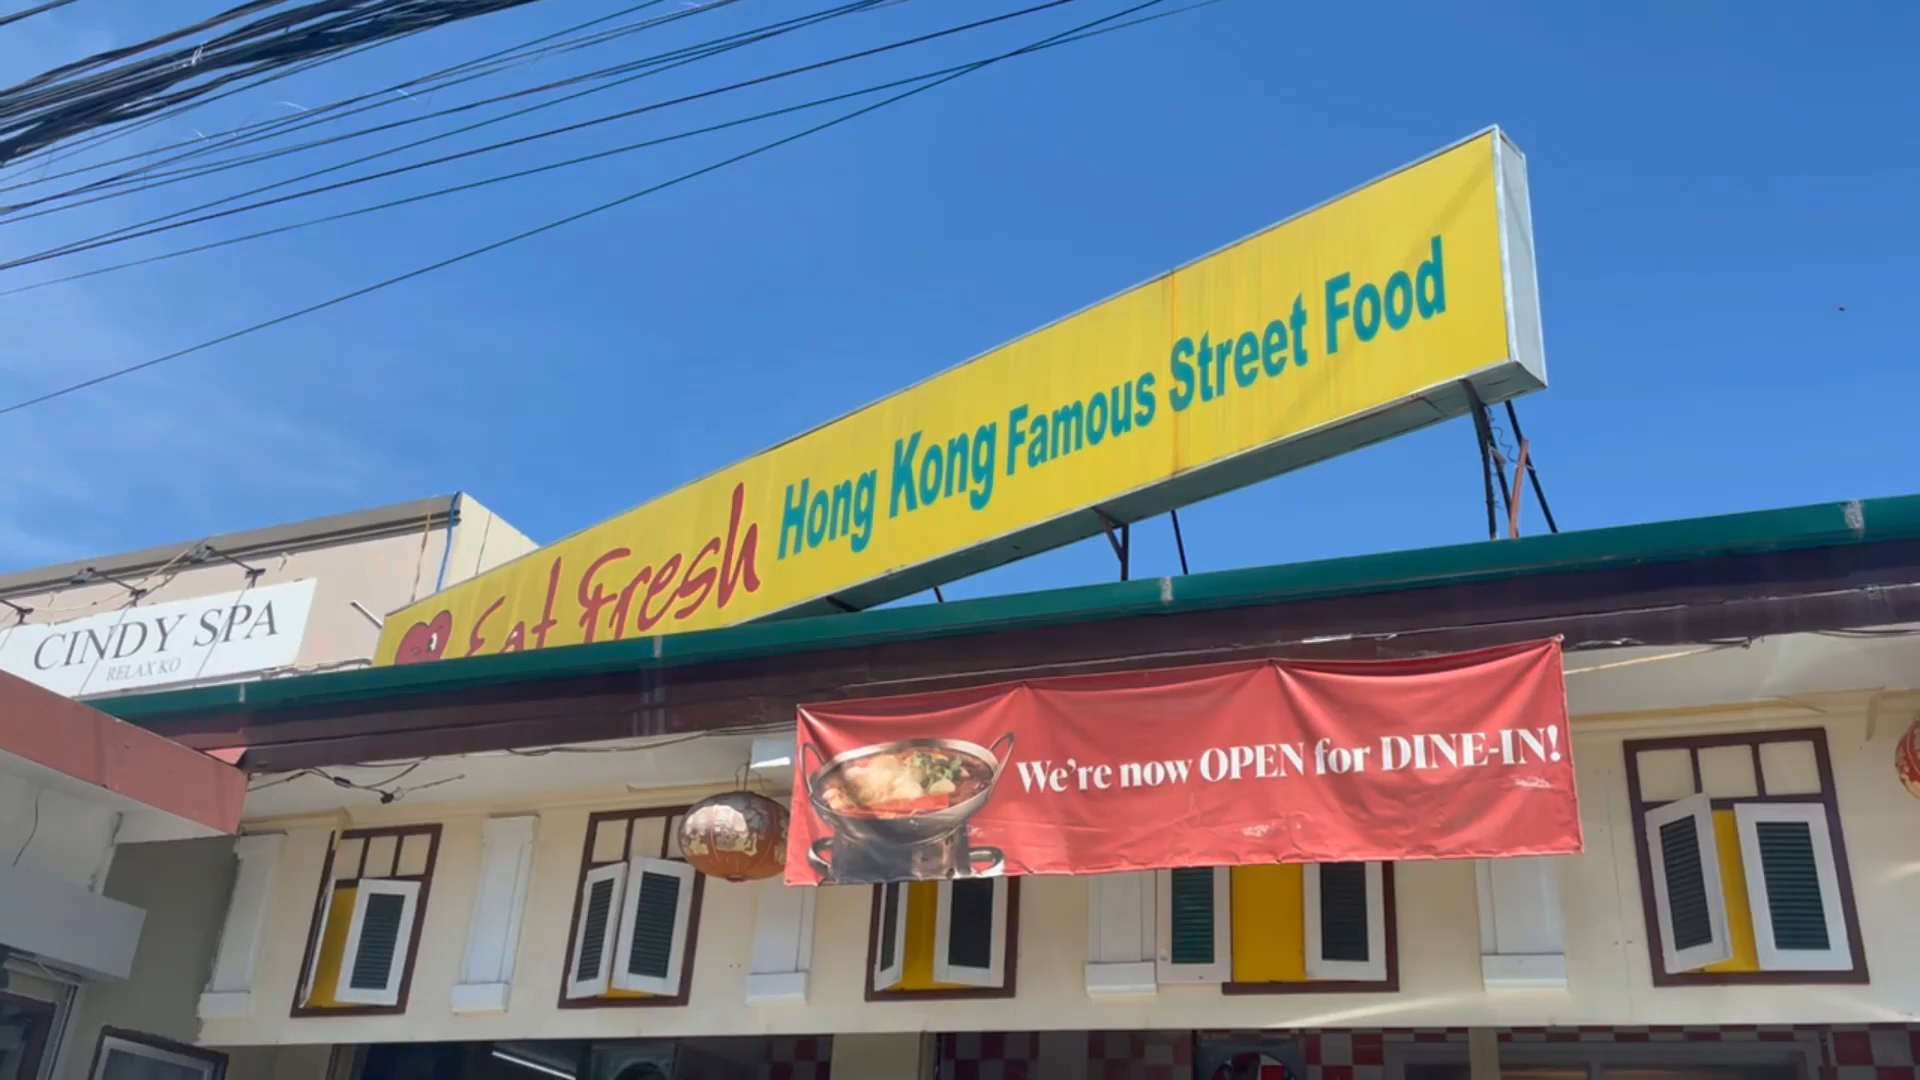 Eat Fresh Hong Kong Famous Street Food
CINDY SPA
RELAX KO
We're now OPEN for DINE-IN!